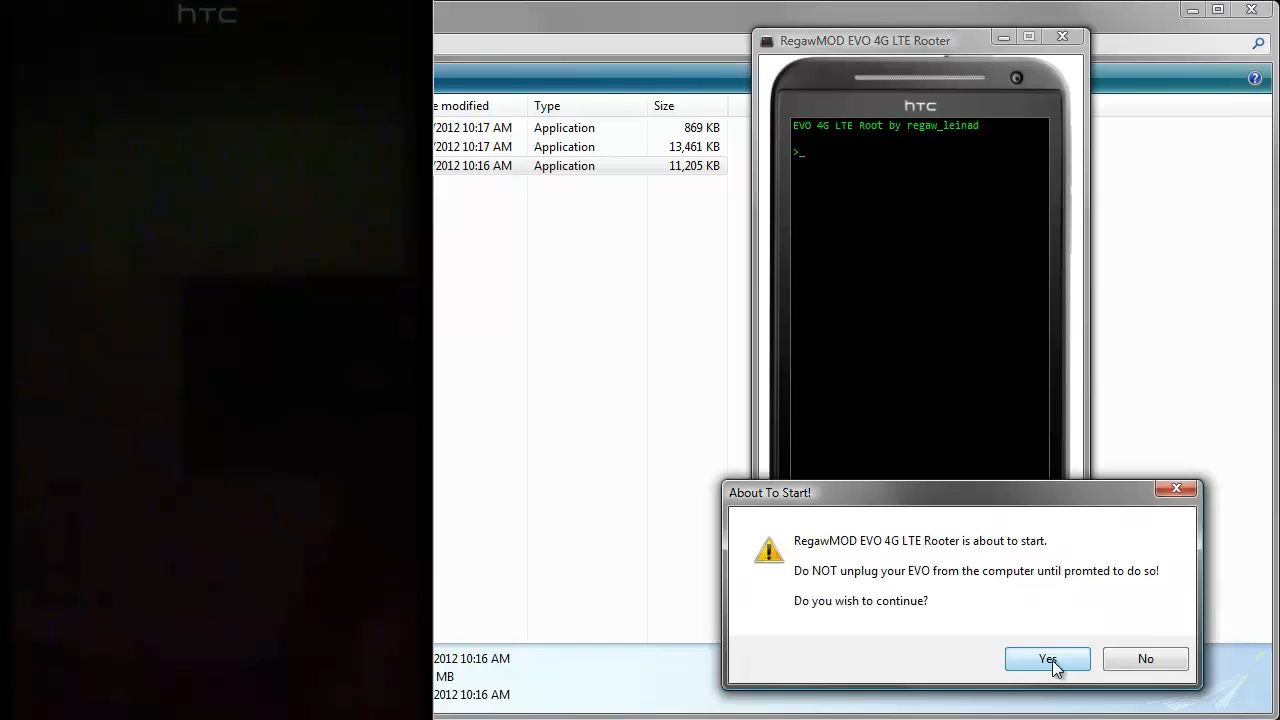 hTC
RegawMOD EVO 4G LTE Rooter
e modified Type Size
/2012 10:17 AM Application 869 KB
/2012 10:17 AM Application 13,461 KB
/2012 10:16 AM Application 11,205 KB
hTC
EVO 4G LTE Root by regaw_leinad
>_
About To Start!
RegawMOD EVO 4G LTE Rooter is about to start.
Do NOT unplug your EVO from the computer until promted to do so!
Do you wish to continue?
Yes No
2012 10:16 AM
MB
2012 10:16 AM